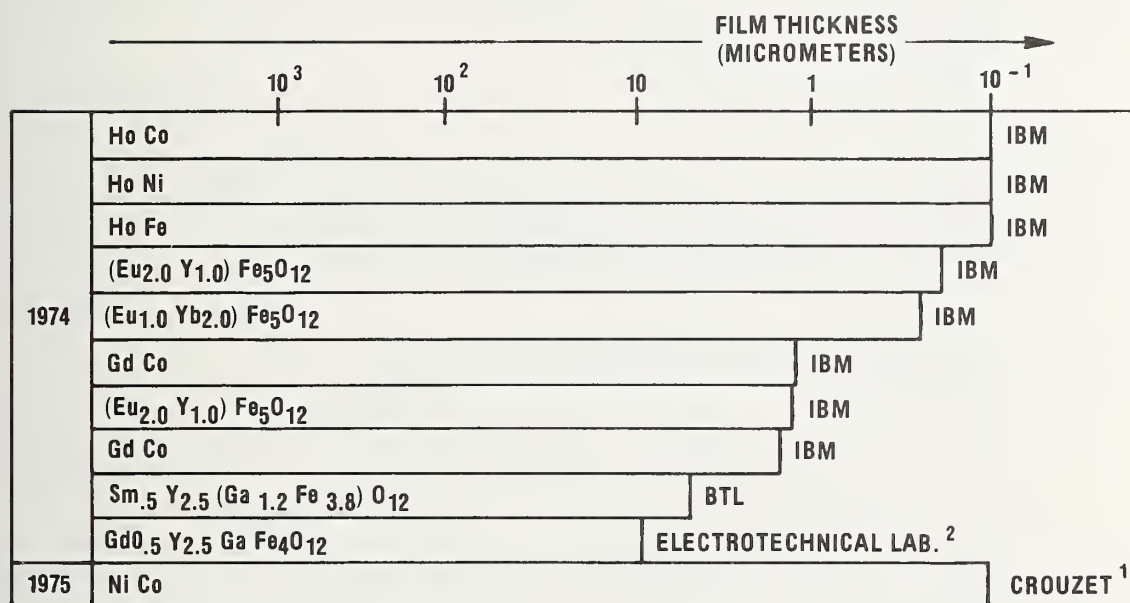 FILM THICKNESS
(MICROMETERS)
10³ 10² 10 1 10⁻¹
Ho Co IBM
Ho Ni IBM
Ho Fe IBM
(Eu₂.₀ Y₁.₀) Fe₅O₁₂ IBM
1974 (Eu₁.₀ Yb₂.₀) Fe₅O₁₂ IBM
Gd Co IBM
(Eu₂.₀ Y₁.₀) Fe₅O₁₂ IBM
Gd Co IBM
Sm.₅ Y₂.₅ (Ga ₁.₂ Fe ₃.₈) O₁₂ BTL
GdO.₅ Y₂.₅ Ga Fe₄O₁₂ ELECTROTECHNICAL LAB. ²
1975 Ni Co CROUZET ¹